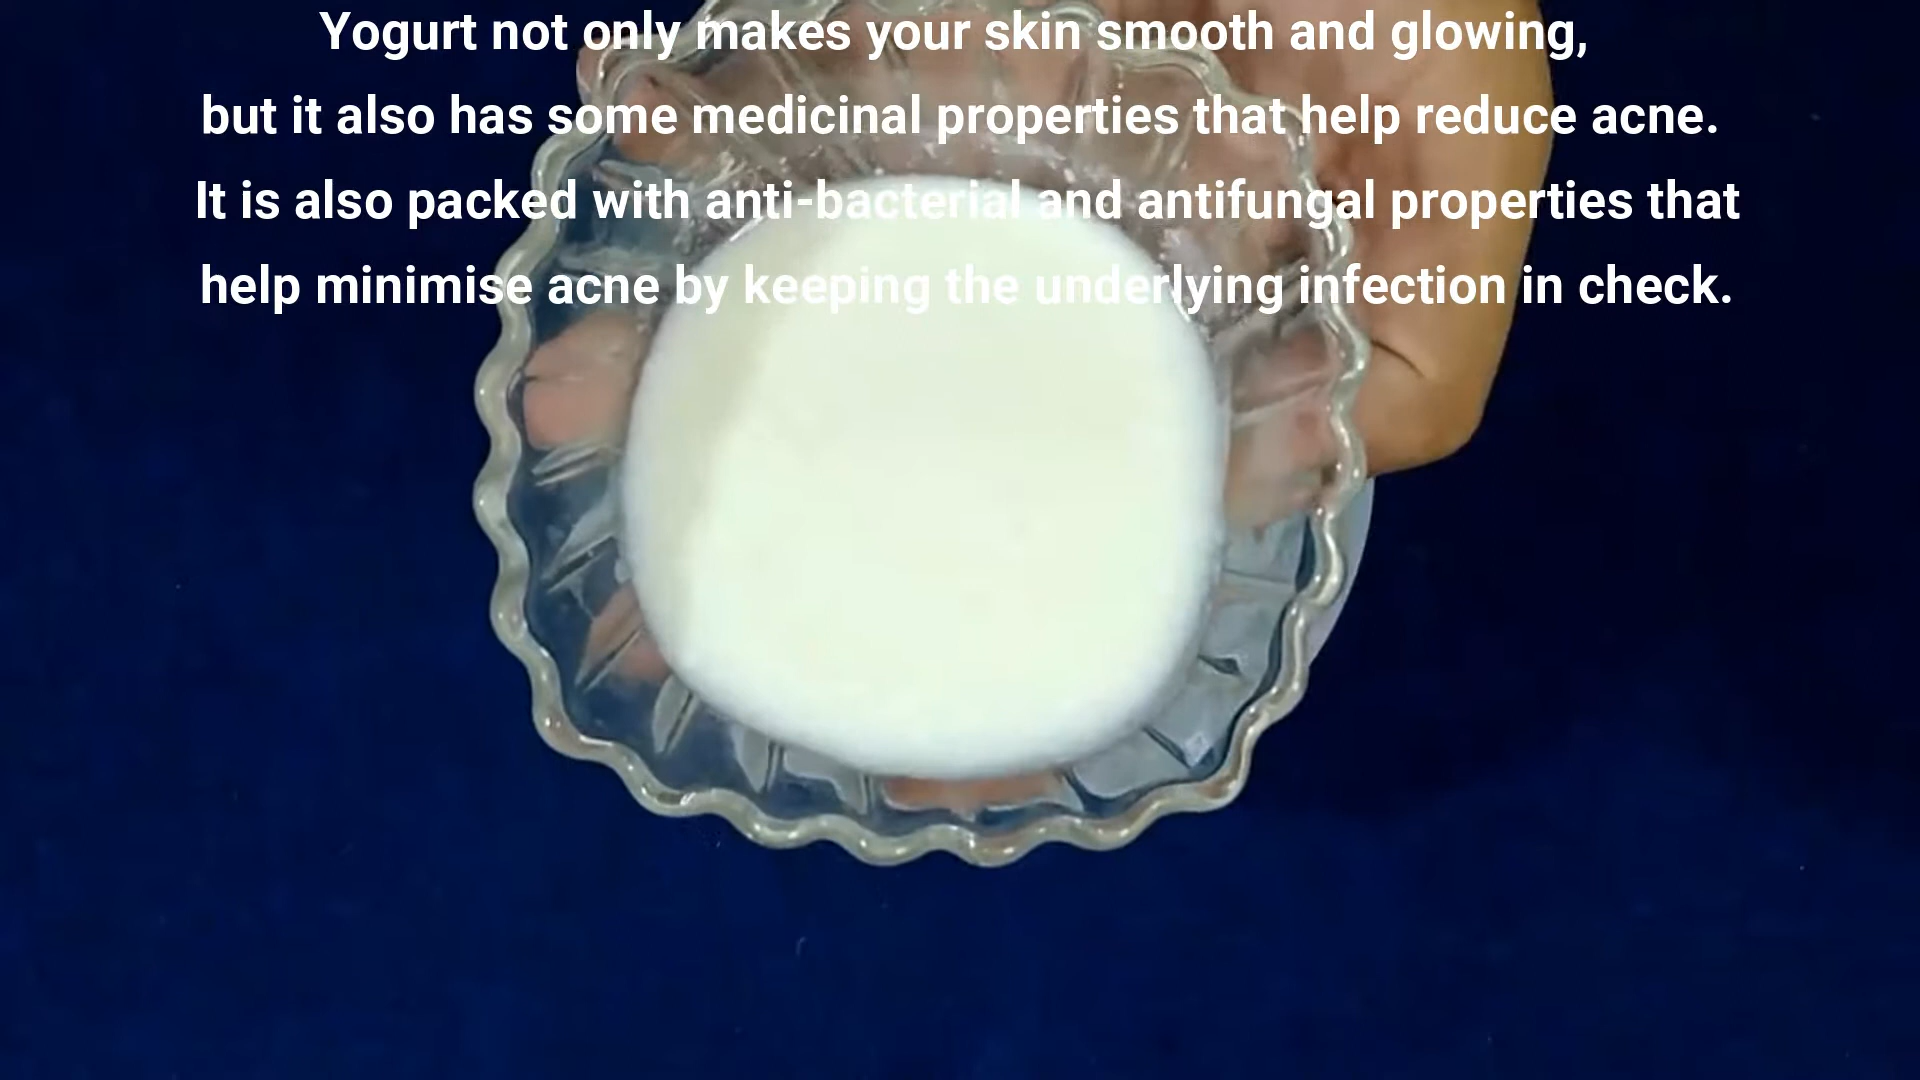 Yogurt not only makes your skin smooth and glowing,
but it also has some medicinal properties that help reduce acne.
It is also packed with anti-bacterial and antifungal properties that
help minimise acne by keeping the underlying infection in check.